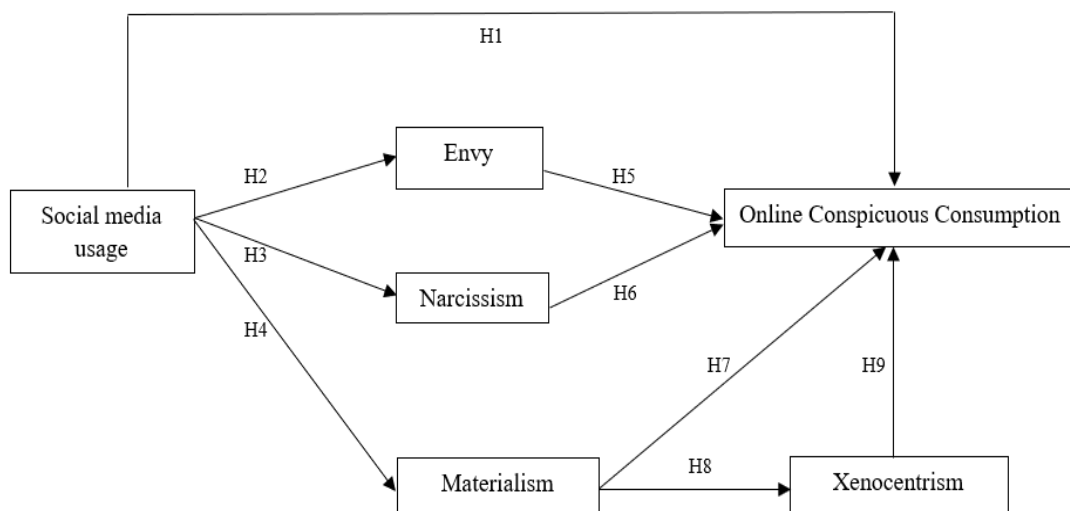 H1
Envy
H2
H5
Social media
usage
Online Conspicuous Consumption
H3
Narcissism
H6
H4
H7
H9
Materialism
H8
Xenocentrism